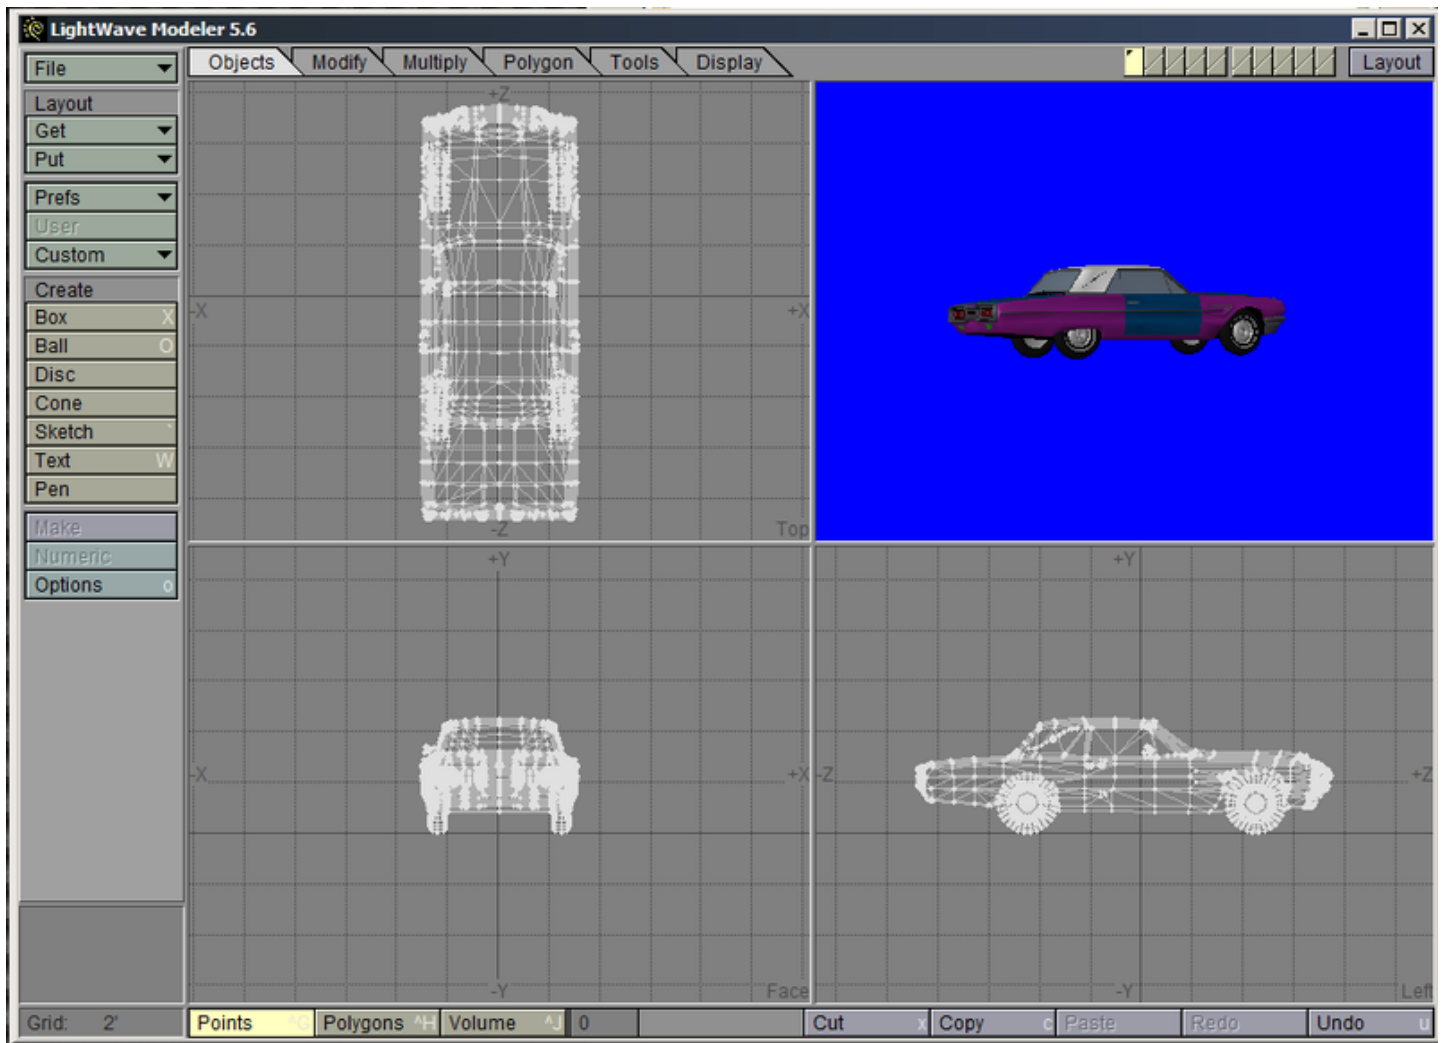 LightWave Modeler 5.6
File
Objects Modify Multiply Polygon Tools Display Layout
Layout
Get
Put
Prefs
User
Custom
Create
Box X
Ball O
Disc
Cone
Sketch `
Text W
Pen
Make
Numeric
Options o
+Z
-X +X
-Z Top
+Y
-X +X
-Y Face
+Y
-Z +Z
-Y Left
Grid: 2'
Points ^G Polygons ^H Volume ^J 0 Cut x Copy c Paste Redo Undo u